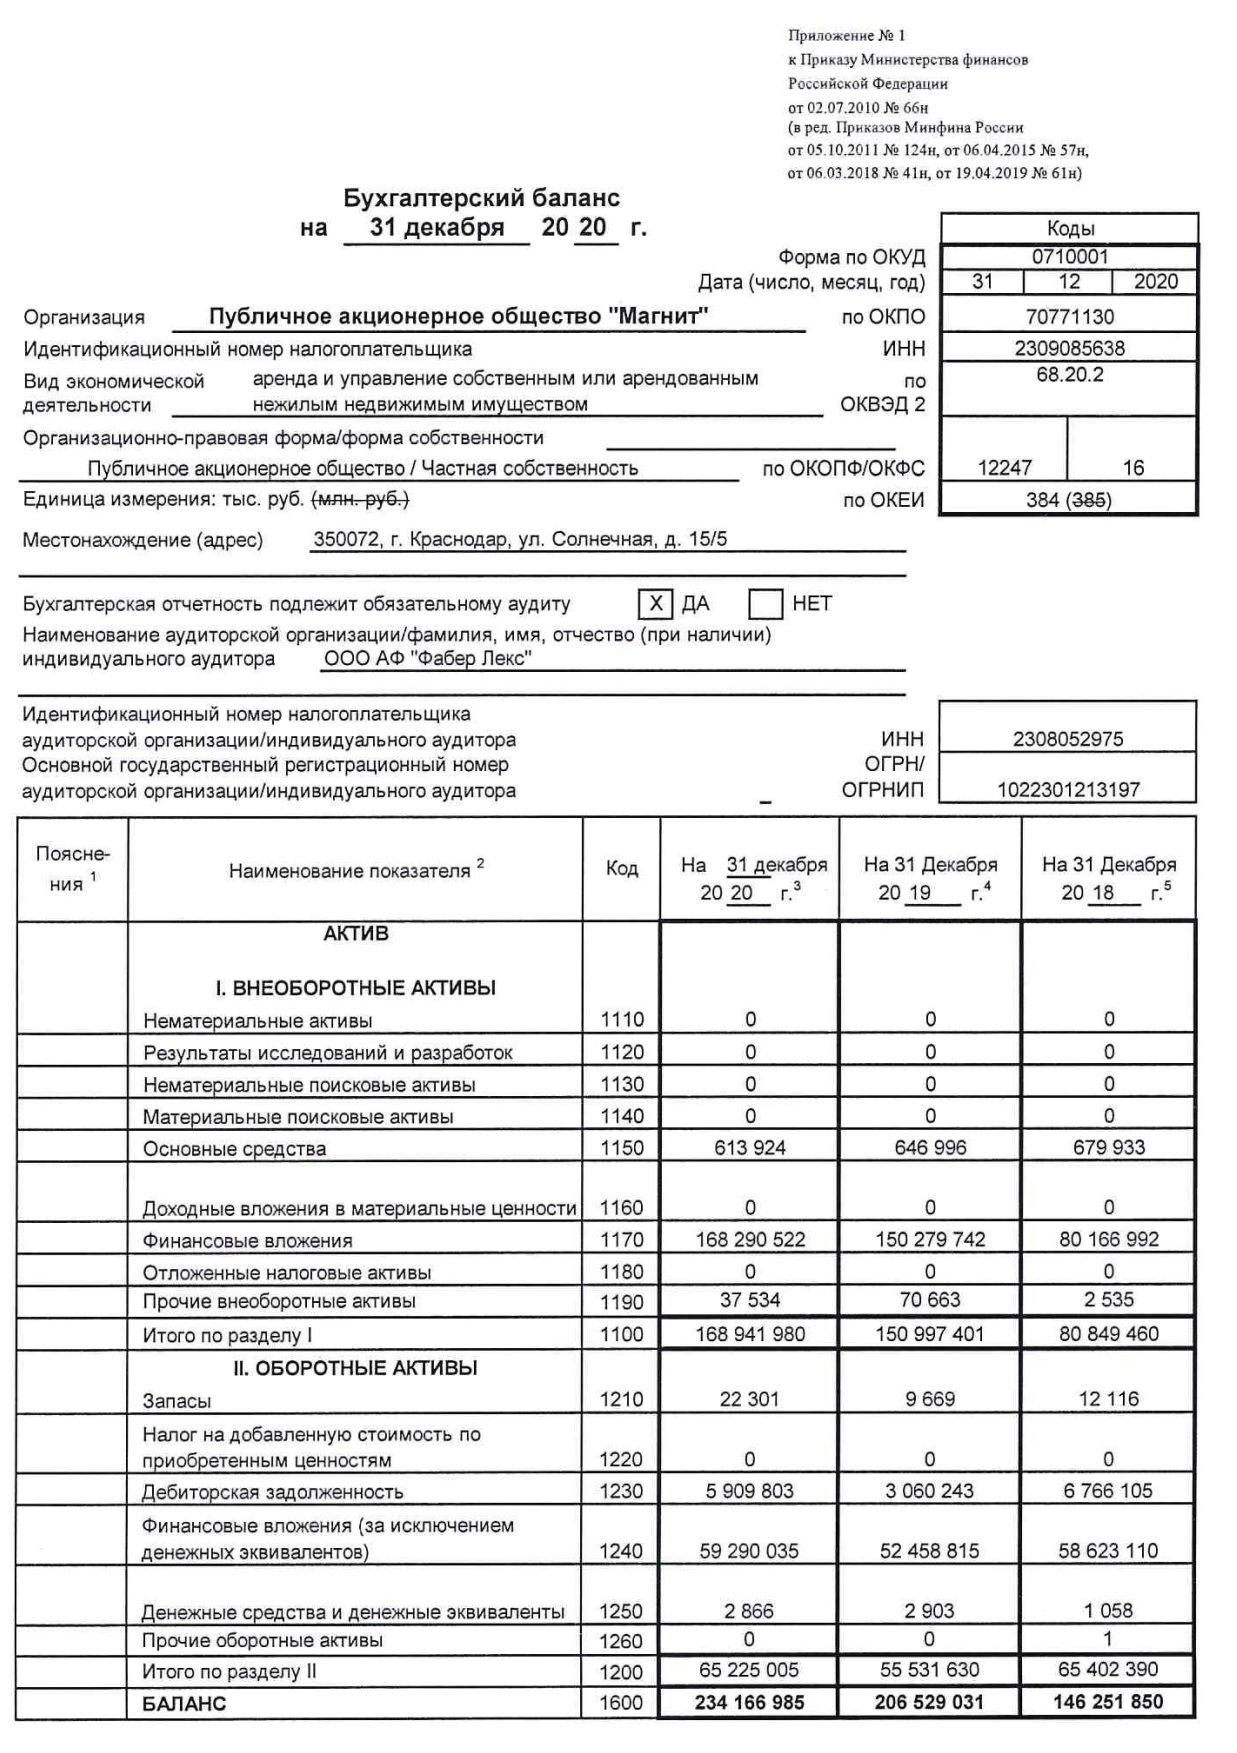 Приложение № 1
к Приказу Министерства финансов
Российской Федерации
от 02.07.2010 № 66н
(в ред. Приказов Минфина России
от 05.10.2011 № 124н, от 06.04.2015 № 57н,
от 06.03.2018 № 41н, от 19.04.2019 № 61н)
Бухгалтерский баланс
на 31 декабря 20 20 г.
Коды
Форма по ОКУД 0710001
Дата (число, месяц, год) 31 12 2020
Организация Публичное акционерное общество "Магнит" по ОКПО 70771130
Идентификационный номер налогоплательщика ИНН 2309085638
Вид экономической аренда и управление собственным или арендованным по 68.20.2
деятельности нежилым недвижимым имуществом ОКВЭД 2
Организационно-правовая форма/форма собственности
Публичное акционерное общество / Частная собственность по ОКОПФ/ОКФС 12247 16
Единица измерения: тыс. руб. (млн. руб.) по ОКЕИ 384 (385)
Местонахождение (адрес) 350072, г. Краснодар, ул. Солнечная, д. 15/5
Бухгалтерская отчетность подлежит обязательному аудиту X ДА НЕТ
Наименование аудиторской организации/фамилия, имя, отчество (при наличии)
индивидуального аудитора ООО АФ "Фабер Лекс"
Идентификационный номер налогоплательщика
аудиторской организации/индивидуального аудитора ИНН 2308052975
Основной государственный регистрационный номер ОГРН/
аудиторской организации/индивидуального аудитора ОГРНИП 1022301213197
Поясне-
ния 1 Наименование показателя 2 Код На 31 декабря 20 20 г.3 На 31 Декабря 20 19 г.4 На 31 Декабря 20 18 г.5
АКТИВ
I. ВНЕОБОРОТНЫЕ АКТИВЫ
Нематериальные активы 1110 0 0 0
Результаты исследований и разработок 1120 0 0 0
Нематериальные поисковые активы 1130 0 0 0
Материальные поисковые активы 1140 0 0 0
Основные средства 1150 613 924 646 996 679 933
Доходные вложения в материальные ценности 1160 0 0 0
Финансовые вложения 1170 168 290 522 150 279 742 80 166 992
Отложенные налоговые активы 1180 0 0 0
Прочие внеоборотные активы 1190 37 534 70 663 2 535
Итого по разделу I 1100 168 941 980 150 997 401 80 849 460
II. ОБОРОТНЫЕ АКТИВЫ
Запасы 1210 22 301 9 669 12 116
Налог на добавленную стоимость по
приобретенным ценностям 1220 0 0 0
Дебиторская задолженность 1230 5 909 803 3 060 243 6 766 105
Финансовые вложения (за исключением
денежных эквивалентов) 1240 59 290 035 52 458 815 58 623 110
Денежные средства и денежные эквиваленты 1250 2 866 2 903 1 058
Прочие оборотные активы 1260 0 0 1
Итого по разделу II 1200 65 225 005 55 531 630 65 402 390
БАЛАНС 1600 234 166 985 206 529 031 146 251 850